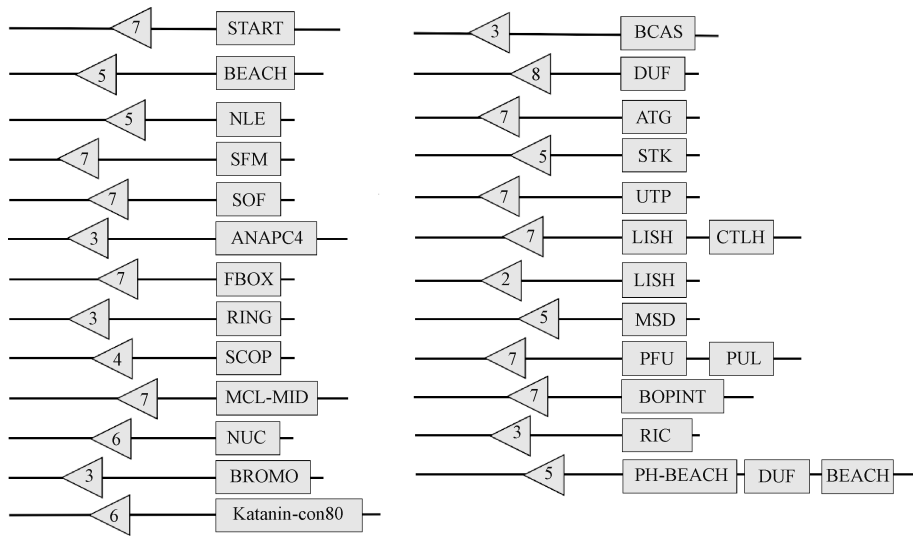 7 START
5 BEACH
5 NLE
7 SFM
7 SOF
3 ANAPC4
7 FBOX
3 RING
4 SCOP
7 MCL-MID
6 NUC
3 BROMO
6 Katanin-con80
3 BCAS
8 DUF
7 ATG
5 STK
7 UTP
7 LISH CTLH
2 LISH
5 MSD
7 PFU PUL
7 BOPINT
3 RIC
5 PH-BEACH DUF BEACH